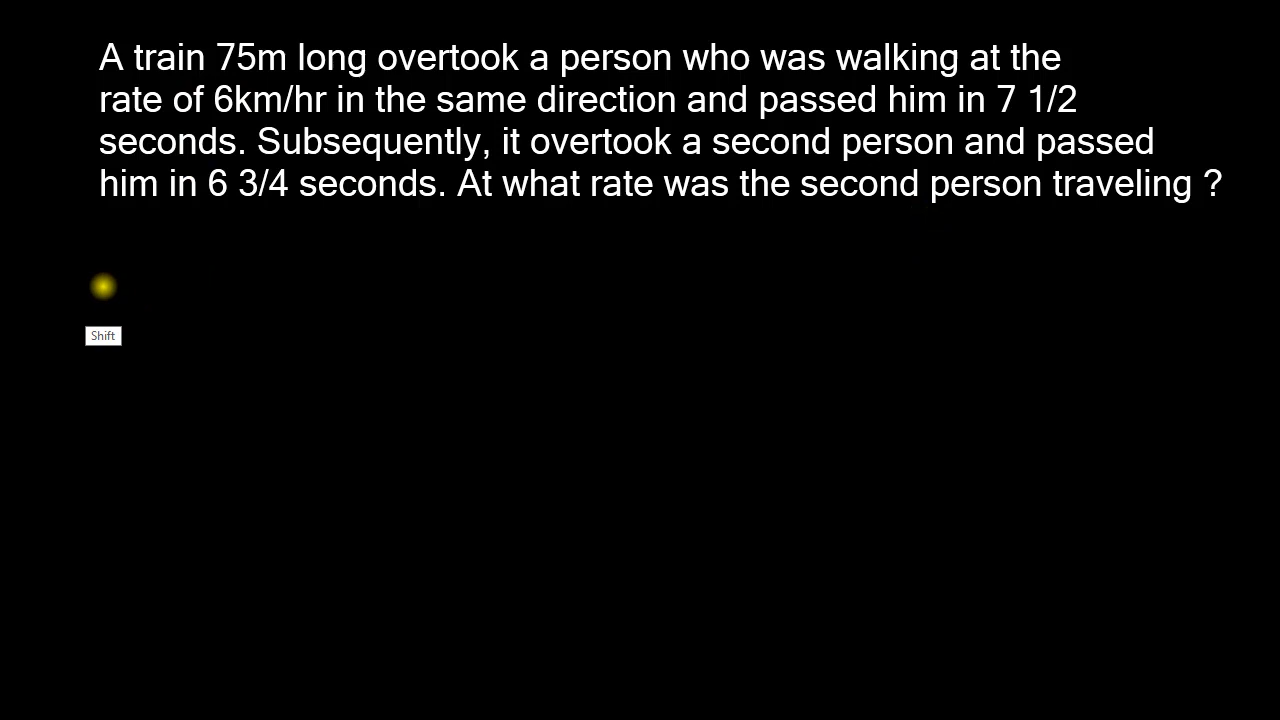 A train 75m long overtook a person who was walking at the
rate of 6km/hr in the same direction and passed him in 7 1/2
seconds. Subsequently, it overtook a second person and passed
him in 6 3/4 seconds. At what rate was the second person traveling ?
Shift